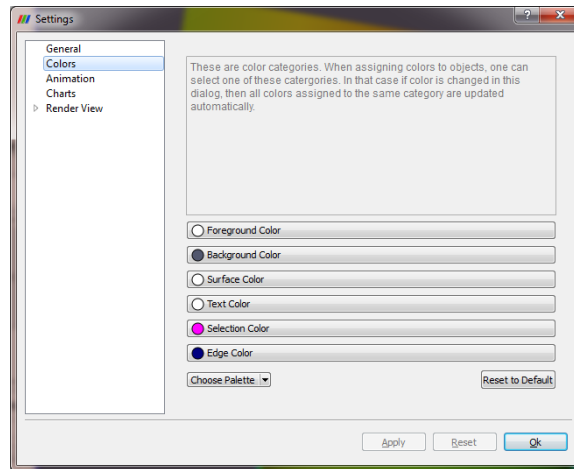 Settings
?
X
General
Colors
Animation
Charts
Render View
These are color categories. When assigning colors to objects, one can
select one of these catergories. In that case if color is changed in this
dialog, then all colors assigned to the same category are updated
automatically.
Foreground Color
Background Color
Surface Color
Text Color
Selection Color
Edge Color
Choose Palette
Reset to Default
Apply
Reset
Ok